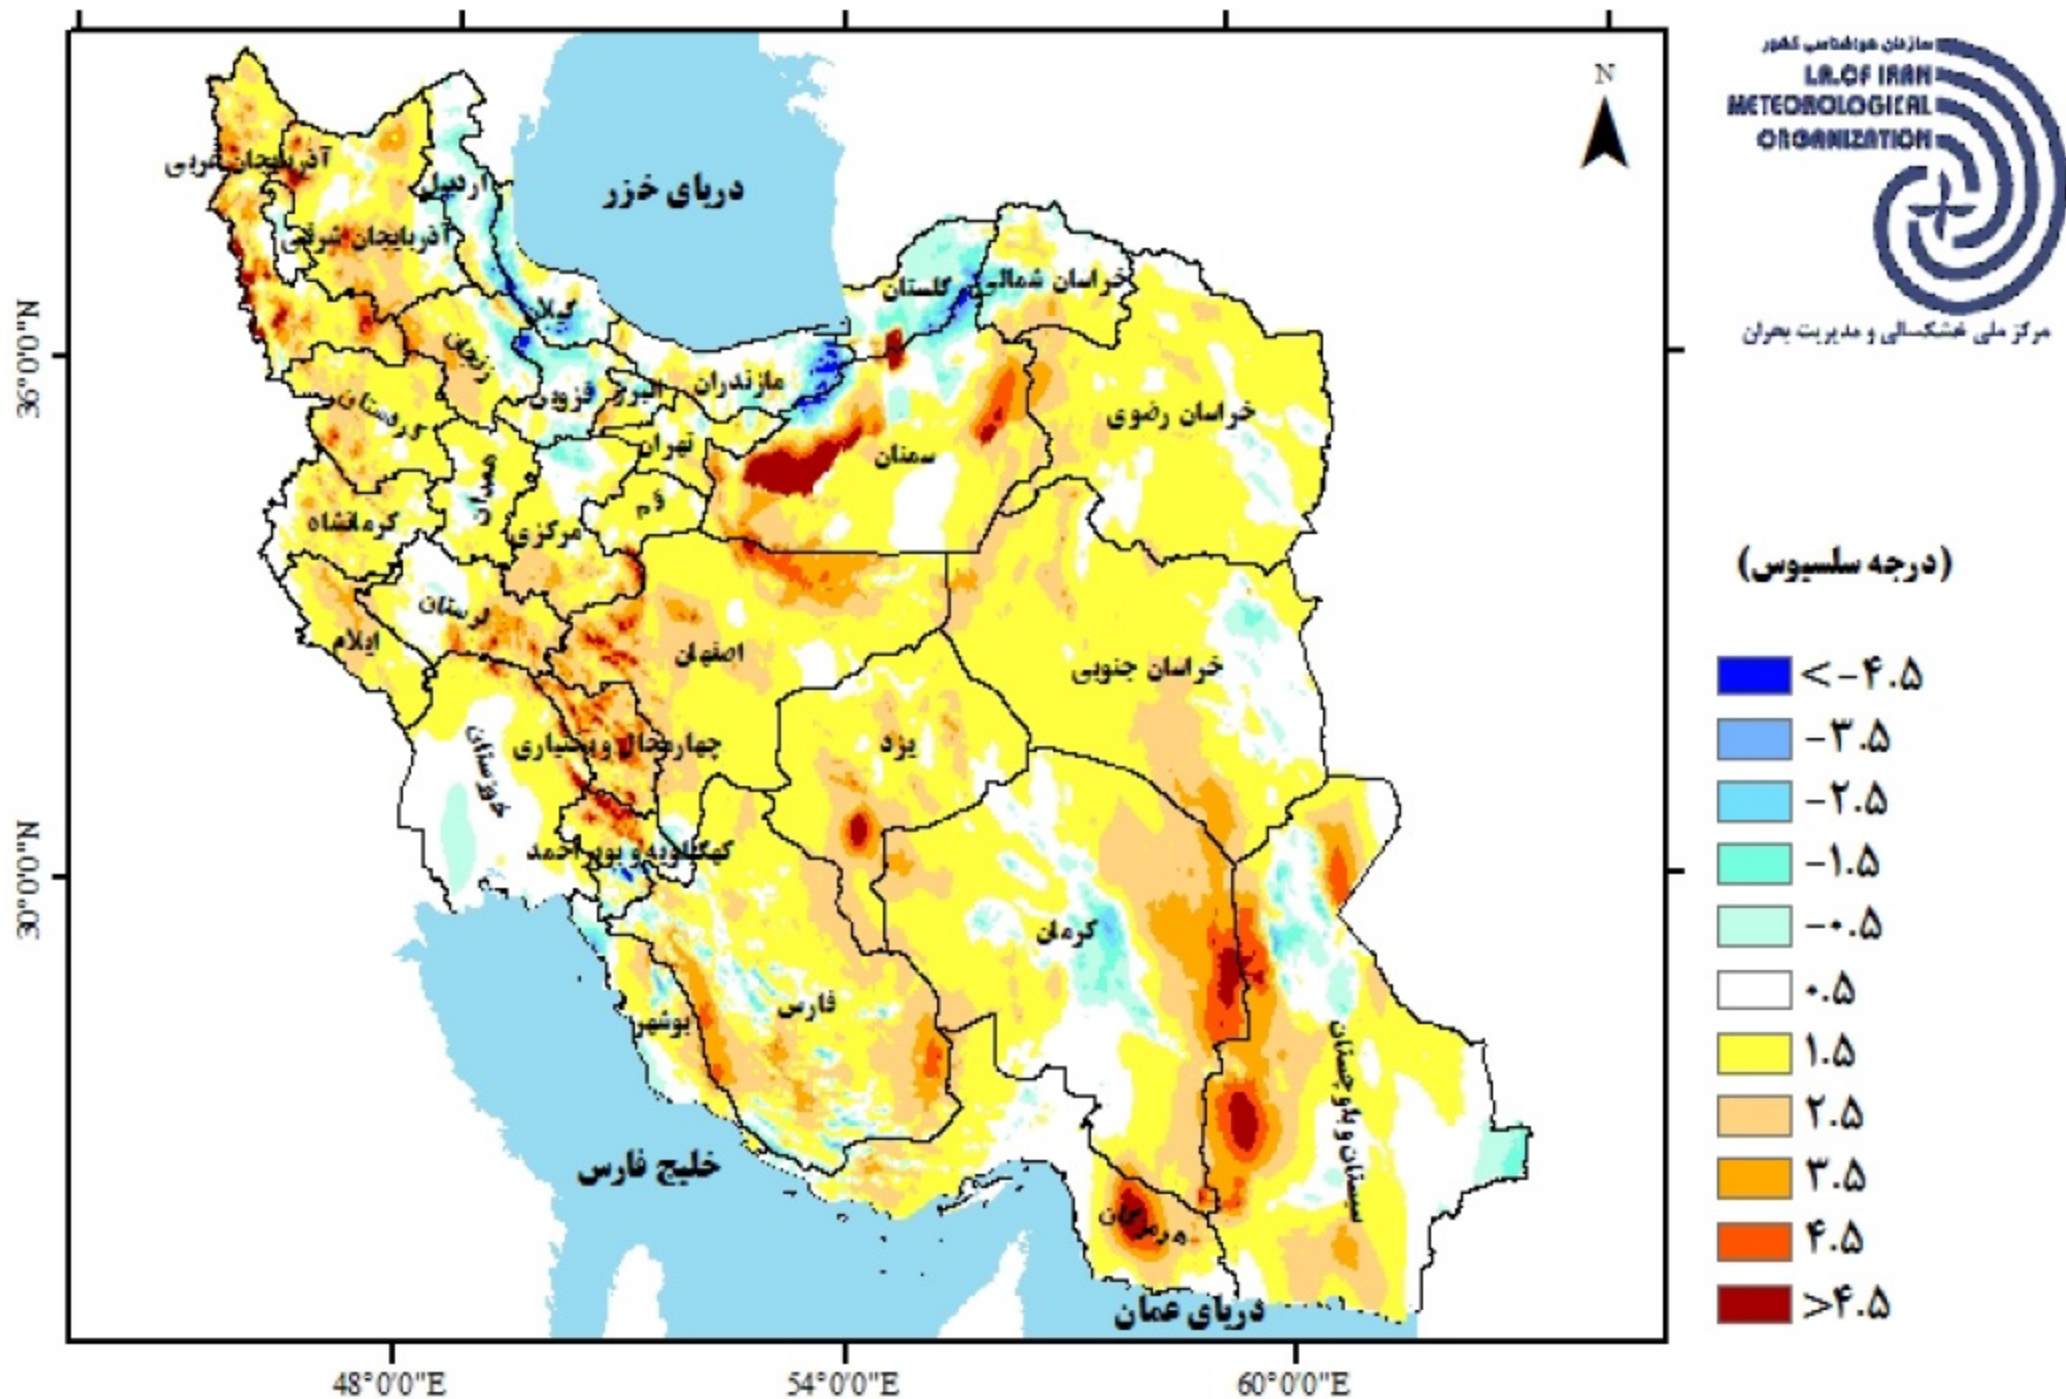 سازمان هواشناسی کشور
I.R.OF IRAN
METEOROLOGICAL
ORGANIZATION
مرکز ملی خشکسالی و مدیریت بحران
N
دریای خزر
آذربایجان غربی
اردبیل
آذربایجان شرقی
گیلان
زنجان
گلستان
خراسان شمالی
مازندران
البرز
قزوین
کردستان
تهران
سمنان
خراسان رضوی
همدان
قم
کرمانشاه
مرکزی
لرستان
ایلام
اصفهان
خراسان جنوبی
چهارمحال و بختیاری
یزد
خوزستان
کهگیلویه و بویر احمد
کرمان
فارس
بوشهر
سیستان و بلوچستان
هرمزگان
خلیج فارس
دریای عمان
36°0'0"N
30°0'0"N
48°0'0"E
54°0'0"E
60°0'0"E
(درجه سلسیوس)
<-۴.۵
-۳.۵
-۲.۵
-۱.۵
-۰.۵
۰.۵
۱.۵
۲.۵
۳.۵
۴.۵
>۴.۵